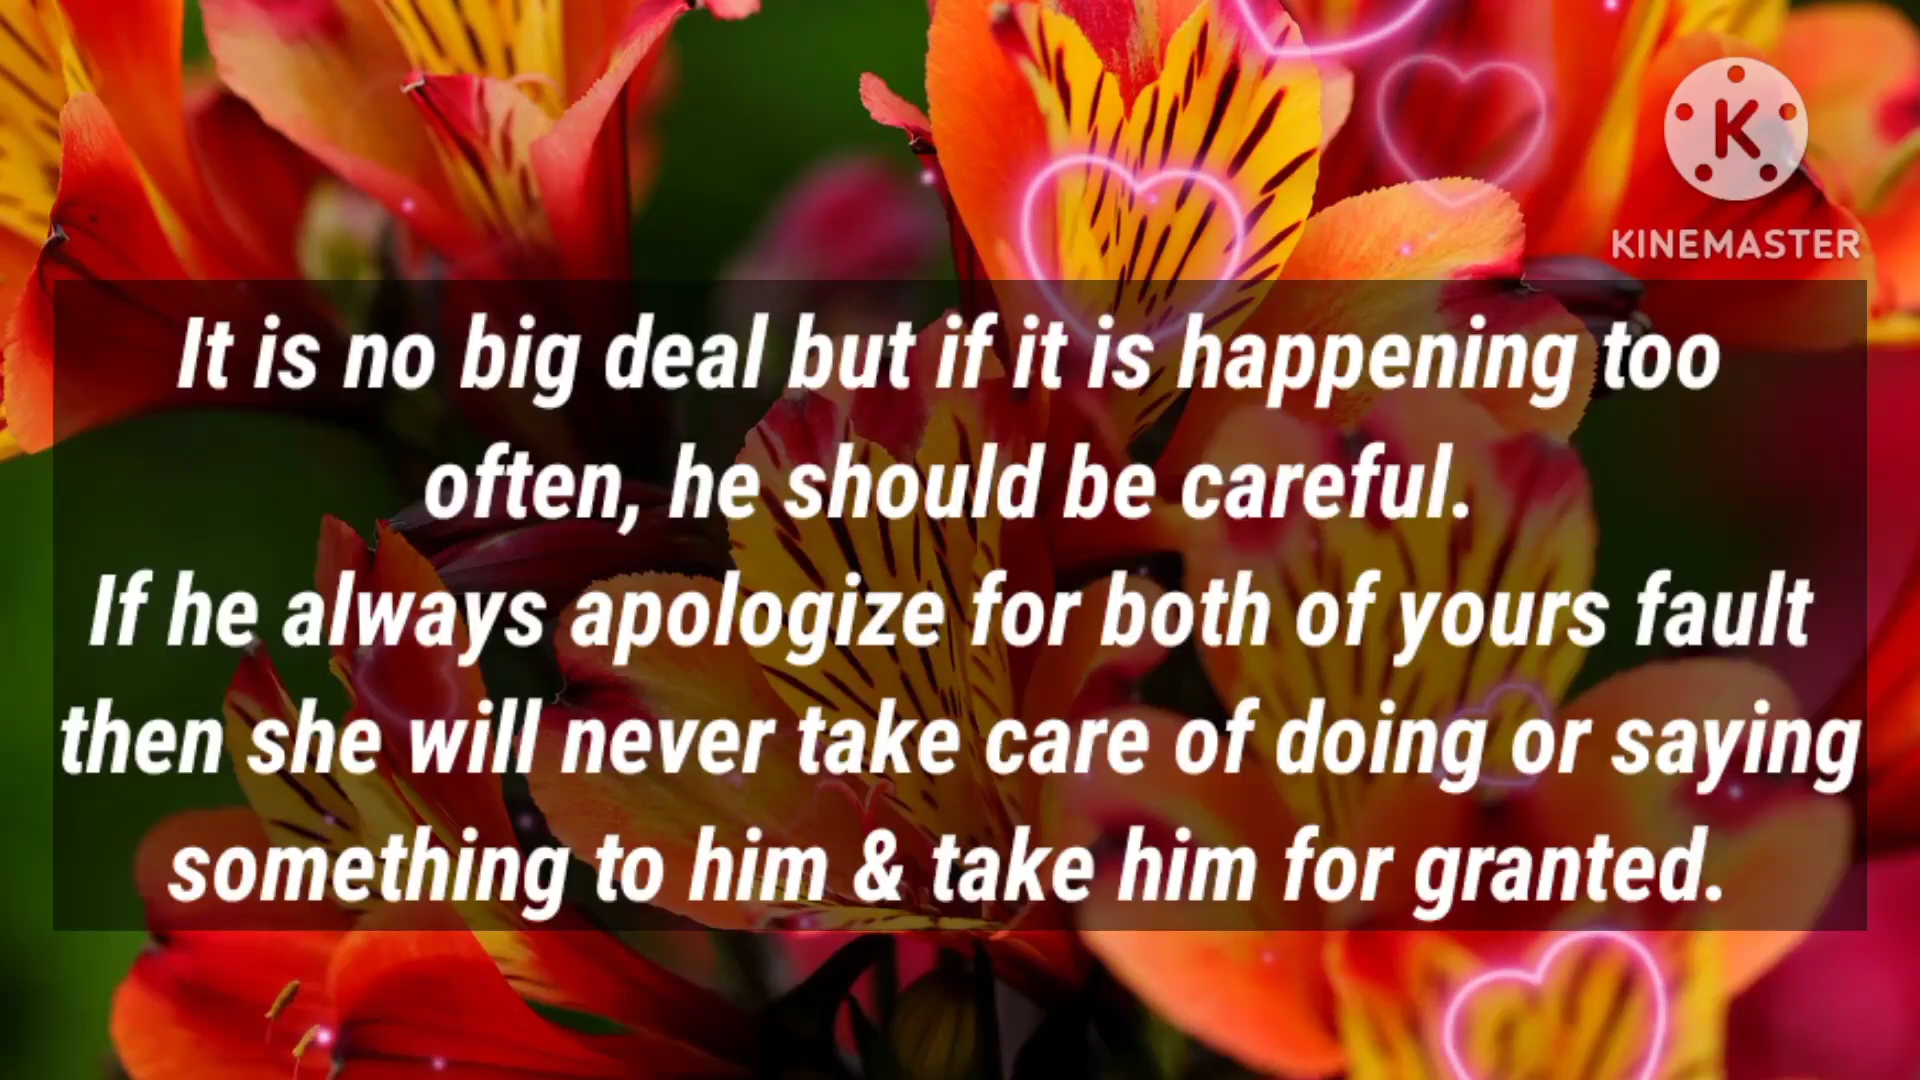 K
KINEMASTER
It is no big deal but if it is happening too
often, he should be careful.
If he always apologize for both of yours fault
then she will never take care of doing or saying
something to him & take him for granted.